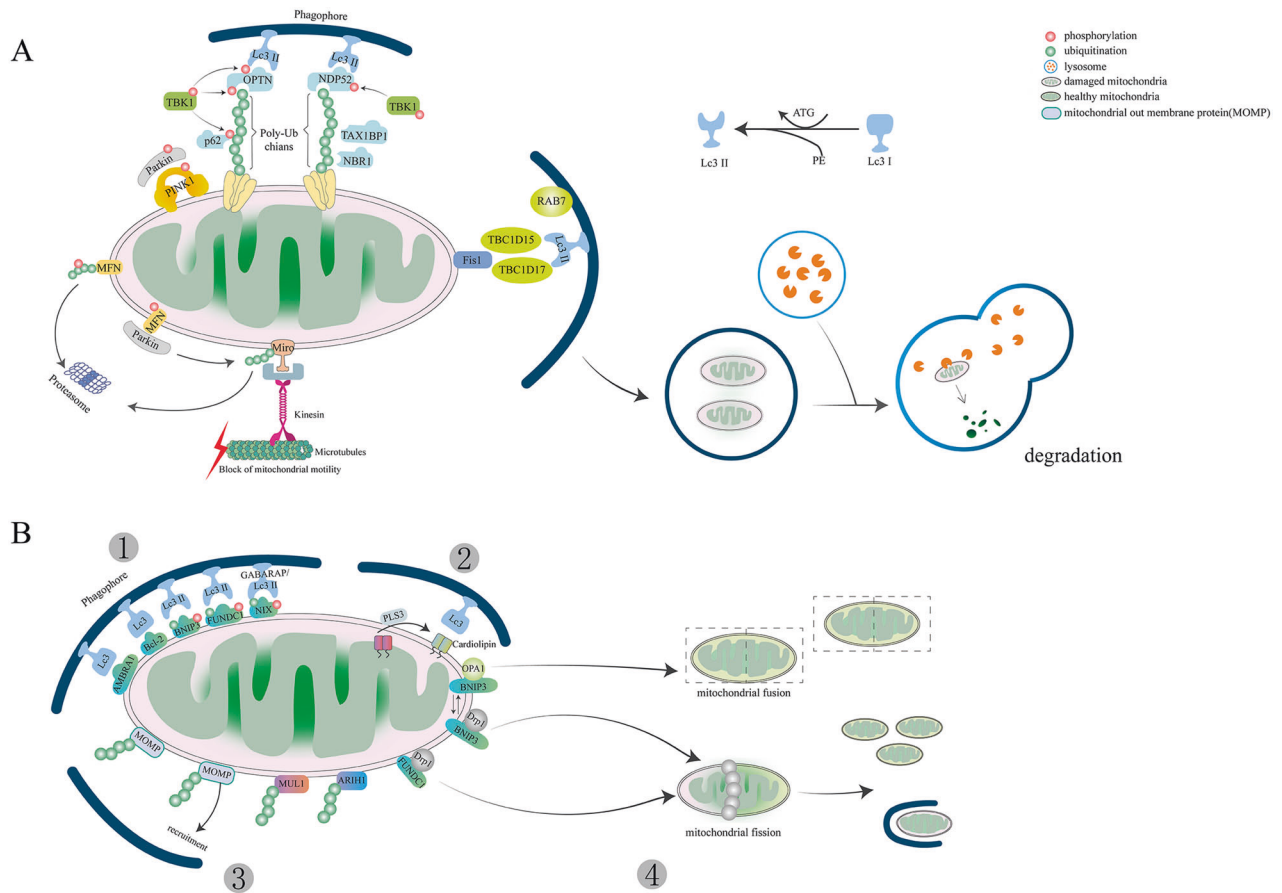 A
Phagophore
Lc3 II
Lc3 II
OPTN
NDP52
TBK1
TBK1
p62
Poly-Ub
chians
TAX1BP1
NBR1
Parkin
PINK1
MFN
MFN
Parkin
Miro
Proteasome
Kinesin
Microtubules
Block of mitochondrial motility
RAB7
TBC1D15
Fis1
TBC1D17
Lc3 II
ATG
Lc3 II
PE
Lc3 I
phosphorylation
ubiquitination
lysosome
damaged mitochondria
healthy mitochondria
mitochondrial out membrane protein(MOMP)
degradation
B
1
2
Phagophore
GABARAP/
Lc3 II
Lc3 II
Lc3 II
Lc3
Lc3
AMBRA1
Bcl-2
BNIP3
FUNDC1
NIX
PLS3
Lc3
Cardiolipin
OPA1
BNIP3
Drp1
BNIP3
Drp1
FUNDC1
MOMP
MOMP
MUL1
ARIH1
recruitment
3
mitochondrial fusion
mitochondrial fission
4